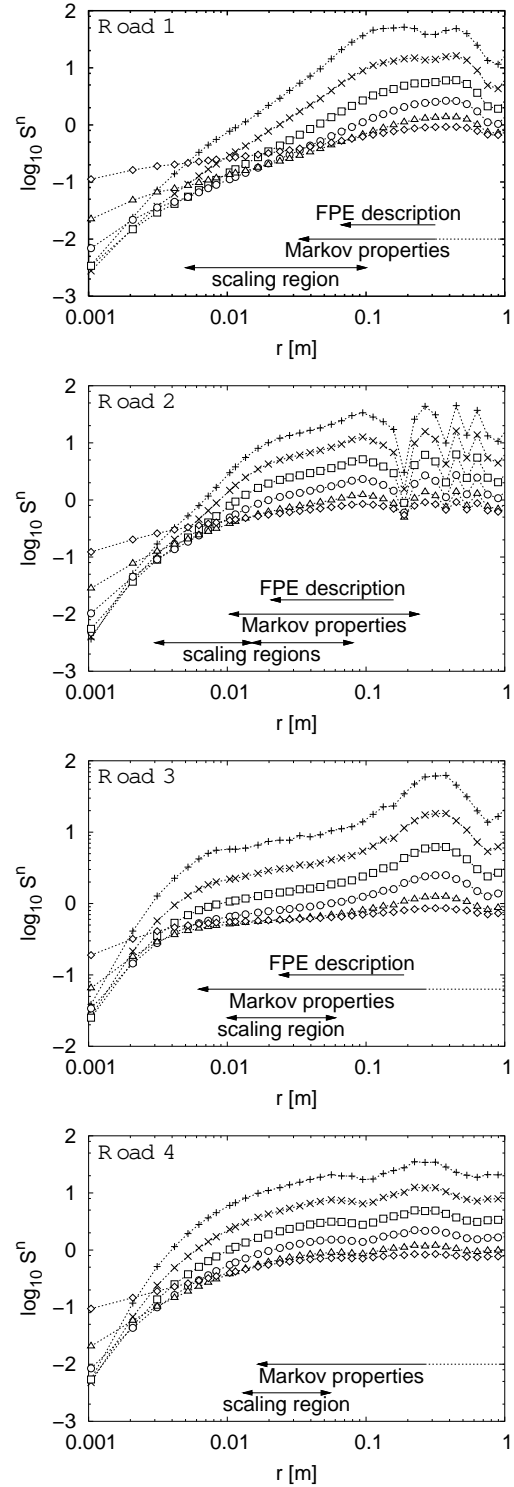 Road 1
2
1
0
−1
−2
−3
log10 S^n
FPE description
Markov properties
scaling region
0.001 0.01 0.1 1
r [m]
Road 2
2
1
0
−1
−2
−3
log10 S^n
FPE description
Markov properties
scaling regions
0.001 0.01 0.1 1
r [m]
Road 3
2
1
0
−1
−2
log10 S^n
FPE description
Markov properties
scaling region
0.001 0.01 0.1 1
r [m]
Road 4
2
1
0
−1
−2
−3
log10 S^n
Markov properties
scaling region
0.001 0.01 0.1 1
r [m]